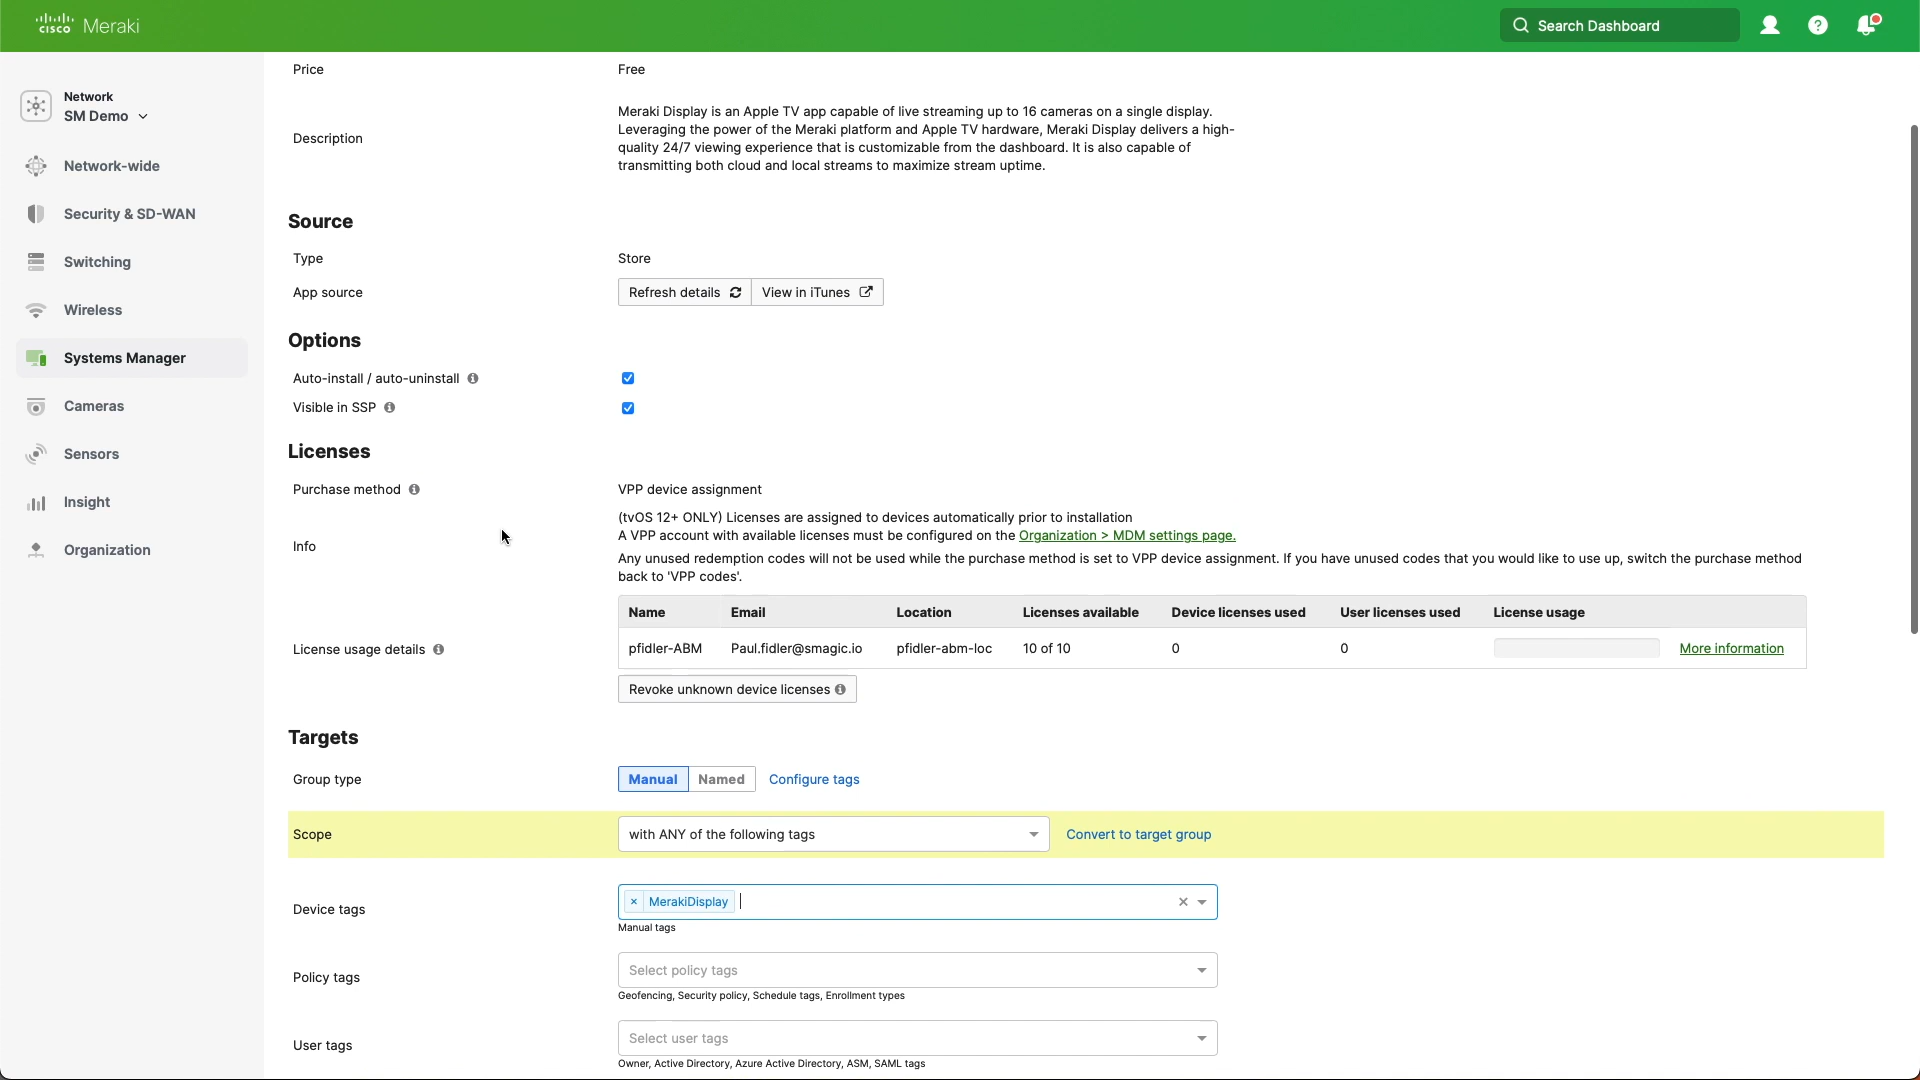 CISCO Meraki
Search Dashboard
Network
SM Demo
Network-wide
Security & SD-WAN
Switching
Wireless
Systems Manager
Cameras
Sensors
Insight
Organization
Price Free
Description
Meraki Display is an Apple TV app capable of live streaming up to 16 cameras on a single display.
Leveraging the power of the Meraki platform and Apple TV hardware, Meraki Display delivers a high-
quality 24/7 viewing experience that is customizable from the dashboard. It is also capable of
transmitting both cloud and local streams to maximize stream uptime.
Source
Type Store
App source Refresh details View in iTunes
Options
Auto-install / auto-uninstall
Visible in SSP
Licenses
Purchase method VPP device assignment
Info
(tvOS 12+ ONLY) Licenses are assigned to devices automatically prior to installation
A VPP account with available licenses must be configured on the Organization > MDM settings page.
Any unused redemption codes will not be used while the purchase method is set to VPP device assignment. If you have unused codes that you would like to use up, switch the purchase method
back to 'VPP codes'.
License usage details
Name Email Location Licenses available Device licenses used User licenses used License usage
pfidler-ABM Paul.fidler@smagic.io pfidler-abm-loc 10 of 10 0 0 More information
Revoke unknown device licenses
Targets
Group type Manual Named Configure tags
Scope with ANY of the following tags Convert to target group
Device tags × MerakiDisplay ×
Manual tags
Policy tags Select policy tags
Geofencing, Security policy, Schedule tags, Enrollment types
User tags Select user tags
Owner, Active Directory, Azure Active Directory, ASM, SAML tags